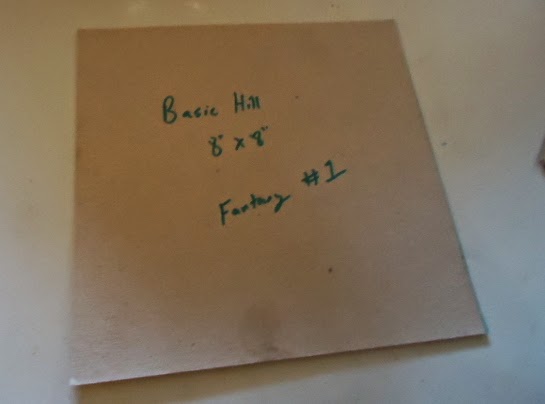 Basic Hill
8" x 8"
Fantasy #1